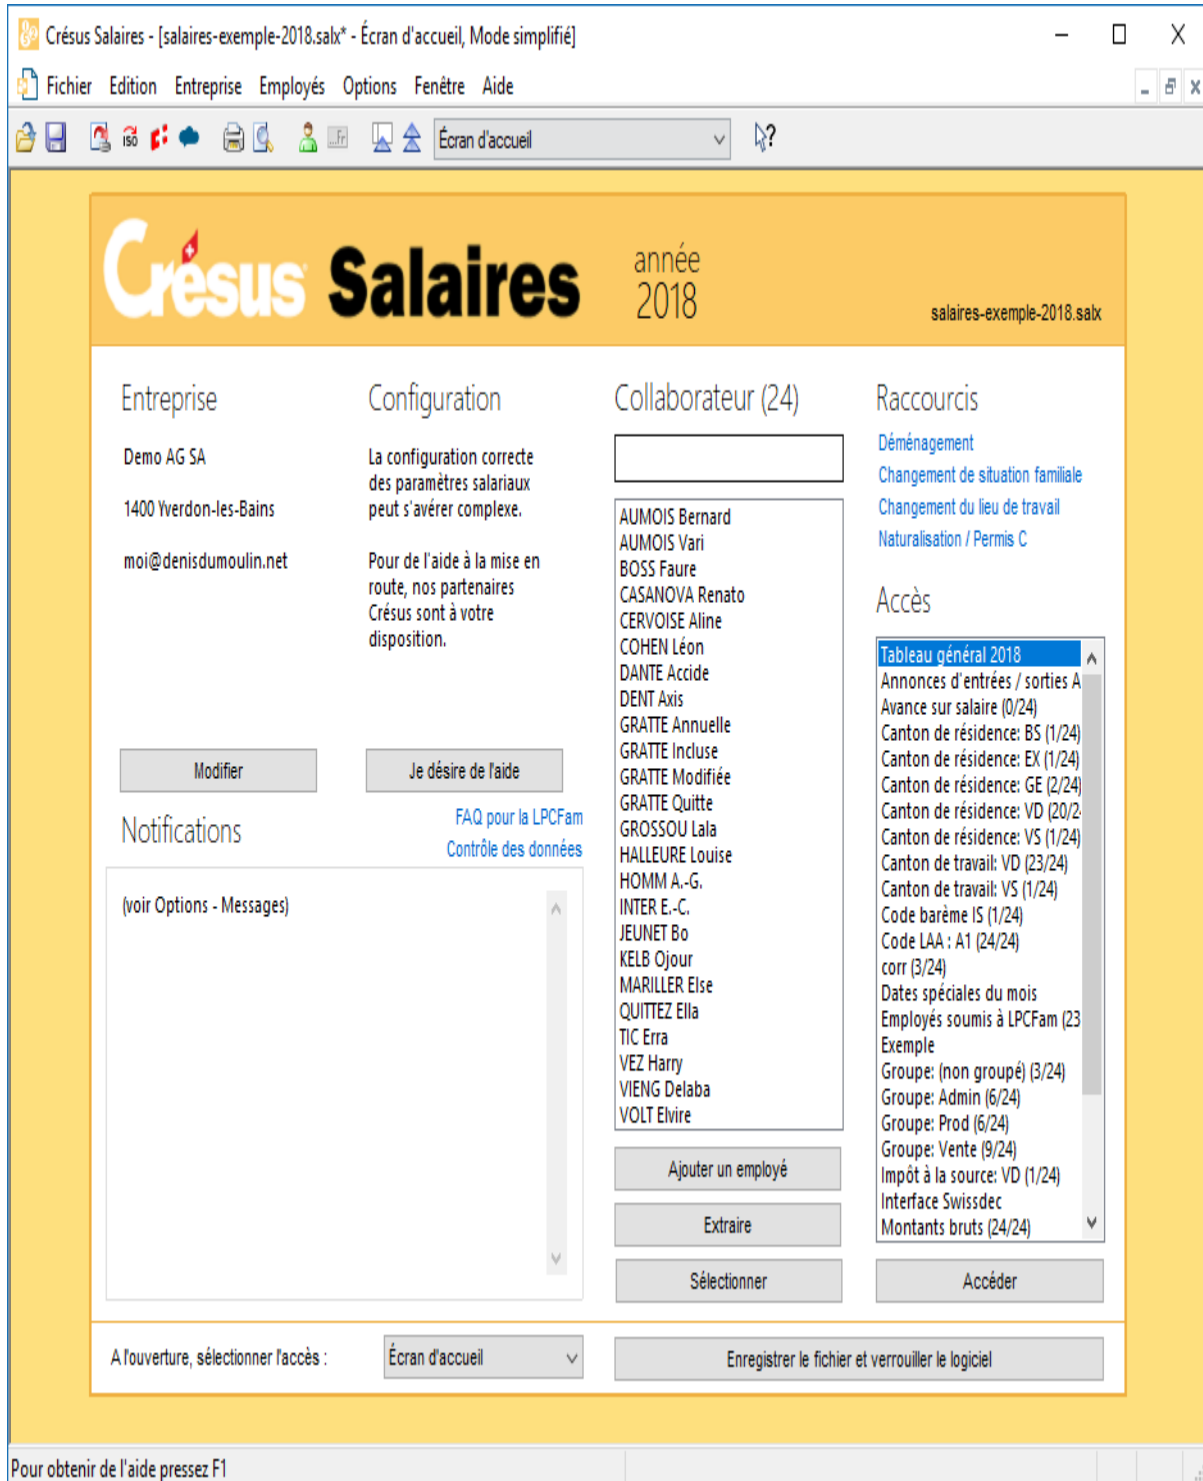 Crésus Salaires - [salaires-exemple-2018.salx* - Écran d'accueil, Mode simplifié]
Fichier Edition Entreprise Employés Options Fenêtre Aide
ISO ...Fr Écran d'accueil
Crésus Salaires
année
2018
salaires-exemple-2018.salx
Entreprise
Demo AG SA
1400 Yverdon-les-Bains
moi@denisdumoulin.net
Modifier
Configuration
La configuration correcte
des paramètres salariaux
peut s'avérer complexe.
Pour de l'aide à la mise en
route, nos partenaires
Crésus sont à votre
disposition.
Je désire de l'aide
Notifications
FAQ pour la LPCFam
Contrôle des données
(voir Options - Messages)
Collaborateur (24)
AUMOIS Bernard
AUMOIS Vari
BOSS Faure
CASANOVA Renato
CERVOISE Aline
COHEN Léon
DANTE Accide
DENT Axis
GRATTE Annuelle
GRATTE Incluse
GRATTE Modifiée
GRATTE Quitte
GROSSOU Lala
HALLEURE Louise
HOMM A.-G.
INTER E.-C.
JEUNET Bo
KELB Ojour
MARILLER Else
QUITTEZ Ella
TIC Erra
VEZ Harry
VIENG Delaba
VOLT Elvire
Ajouter un employé
Extraire
Sélectionner
Raccourcis
Déménagement
Changement de situation familiale
Changement du lieu de travail
Naturalisation / Permis C
Accès
Tableau général 2018
Annonces d'entrées / sorties A
Avance sur salaire (0/24)
Canton de résidence: BS (1/24)
Canton de résidence: EX (1/24)
Canton de résidence: GE (2/24)
Canton de résidence: VD (20/2
Canton de résidence: VS (1/24)
Canton de travail: VD (23/24)
Canton de travail: VS (1/24)
Code barème IS (1/24)
Code LAA : A1 (24/24)
corr (3/24)
Dates spéciales du mois
Employés soumis à LPCFam (23
Exemple
Groupe: (non groupé) (3/24)
Groupe: Admin (6/24)
Groupe: Prod (6/24)
Groupe: Vente (9/24)
Impôt à la source: VD (1/24)
Interface Swissdec
Montants bruts (24/24)
Accéder
A l'ouverture, sélectionner l'accès :
Écran d'accueil
Enregistrer le fichier et verrouiller le logiciel
Pour obtenir de l'aide pressez F1